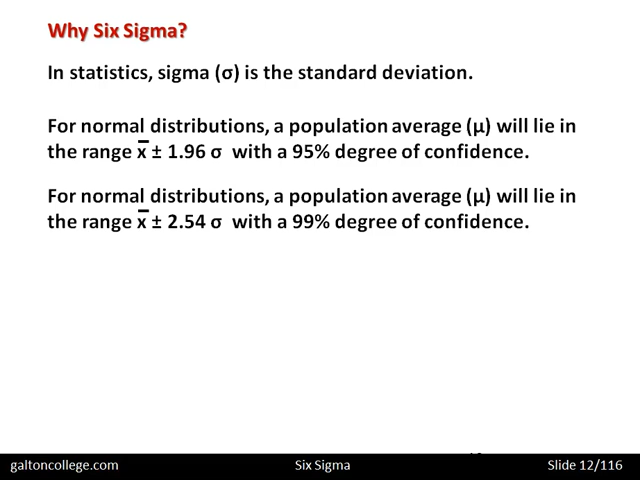 Why Six Sigma?
In statistics, sigma (σ) is the standard deviation.
For normal distributions, a population average (μ) will lie in
the range x̄ ± 1.96 σ with a 95% degree of confidence.
For normal distributions, a population average (μ) will lie in
the range x̄ ± 2.54 σ with a 99% degree of confidence.
galtoncollege.com
Six Sigma
Slide 12/116